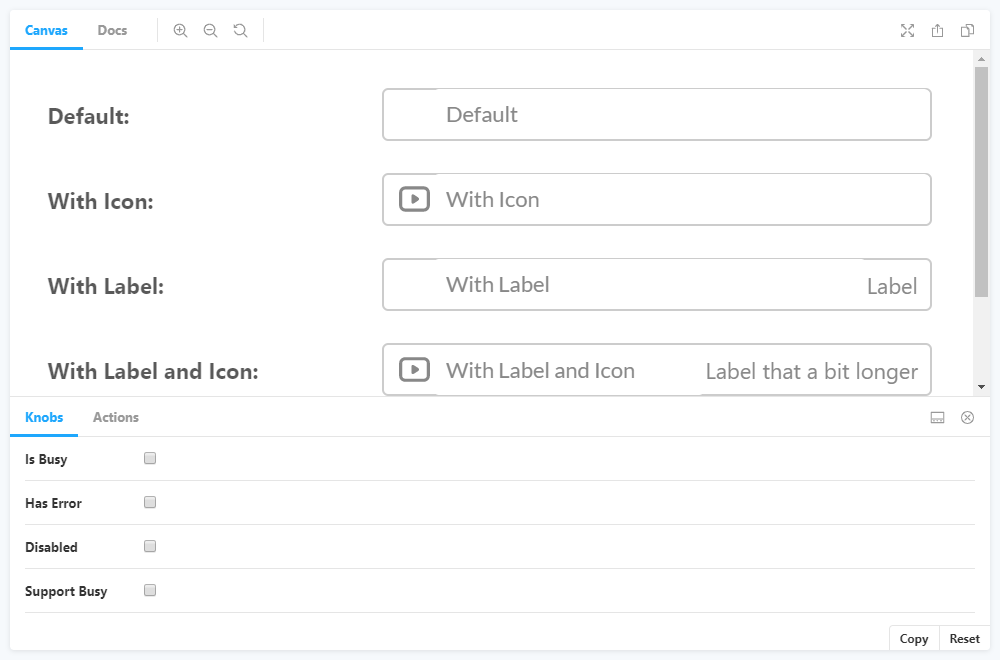 Canvas Docs
Default: Default
With Icon: With Icon
With Label: With Label Label
With Label and Icon: With Label and Icon Label that a bit longer
Knobs Actions
Is Busy
Has Error
Disabled
Support Busy
Copy Reset